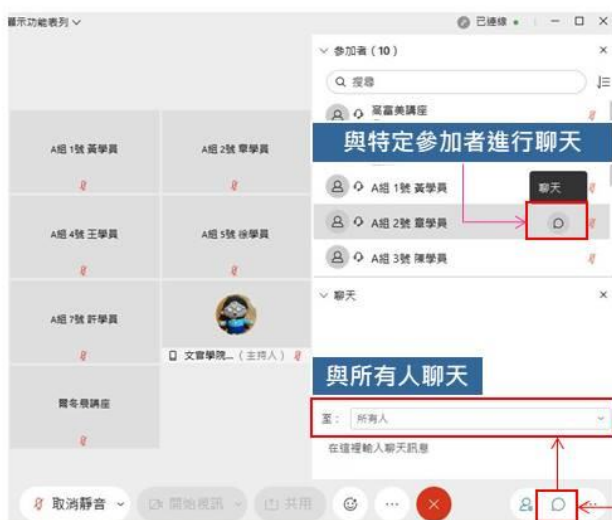 顯示功能表列
已連線
參加者 ( 10 )
搜尋
高富美講座
與特定參加者進行聊天
A組 1號 黃學員
A組 2號 章學員
A組 1號 黃學員
聊天
A組 2號 章學員
A組 4號 王學員
A組 5號 徐學員
A組 3號 陳學員
聊天
A組 7號 許學員
文官學院... ( 主持人 )
與所有人聊天
爾冬
講座
至： 所有人
在這裡輸入聊天訊息
取消靜音
開始視訊
共用